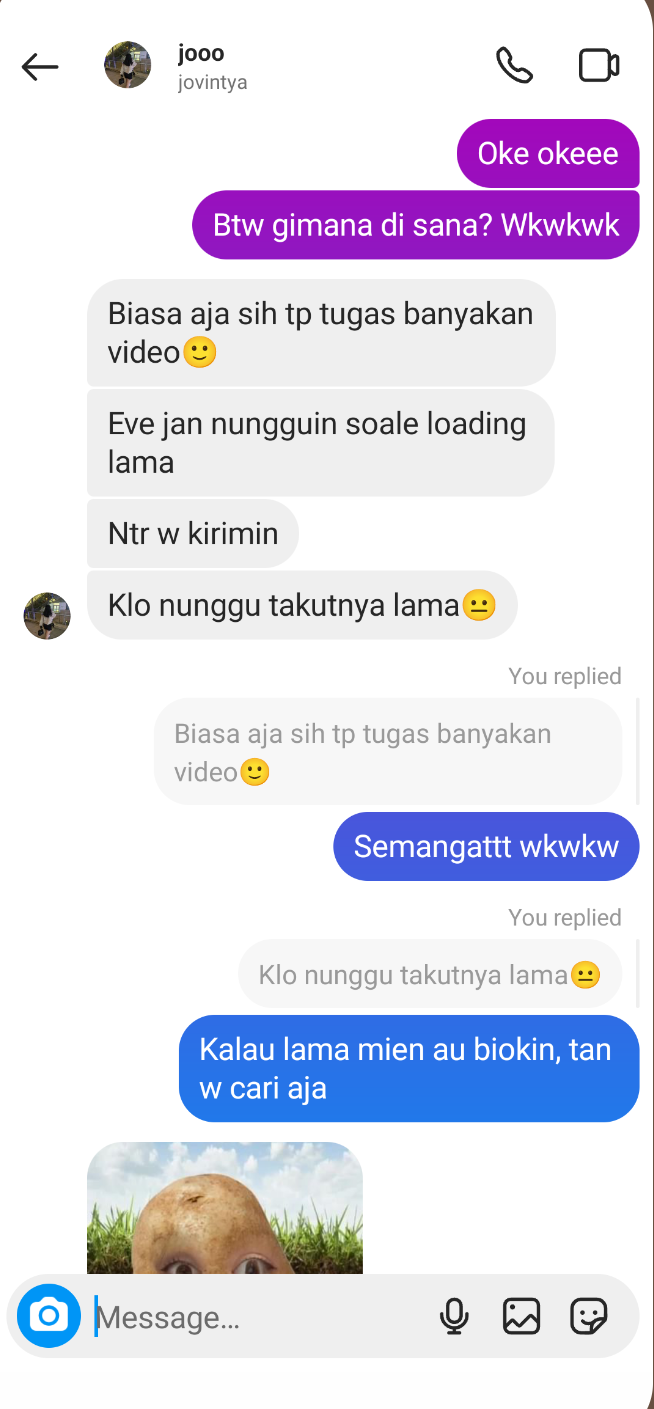 jooo
jovintya
Oke okeee
Btw gimana di sana? Wkwkwk
Biasa aja sih tp tugas banyakan
video🙂
Eve jan nungguin soale loading
lama
Ntr w kirimin
Klo nunggu takutnya lama😐
You replied
Biasa aja sih tp tugas banyakan
video🙂
Semangattt wkwkw
You replied
Klo nunggu takutnya lama😐
Kalau lama mien au biokin, tan
w cari aja
Message...